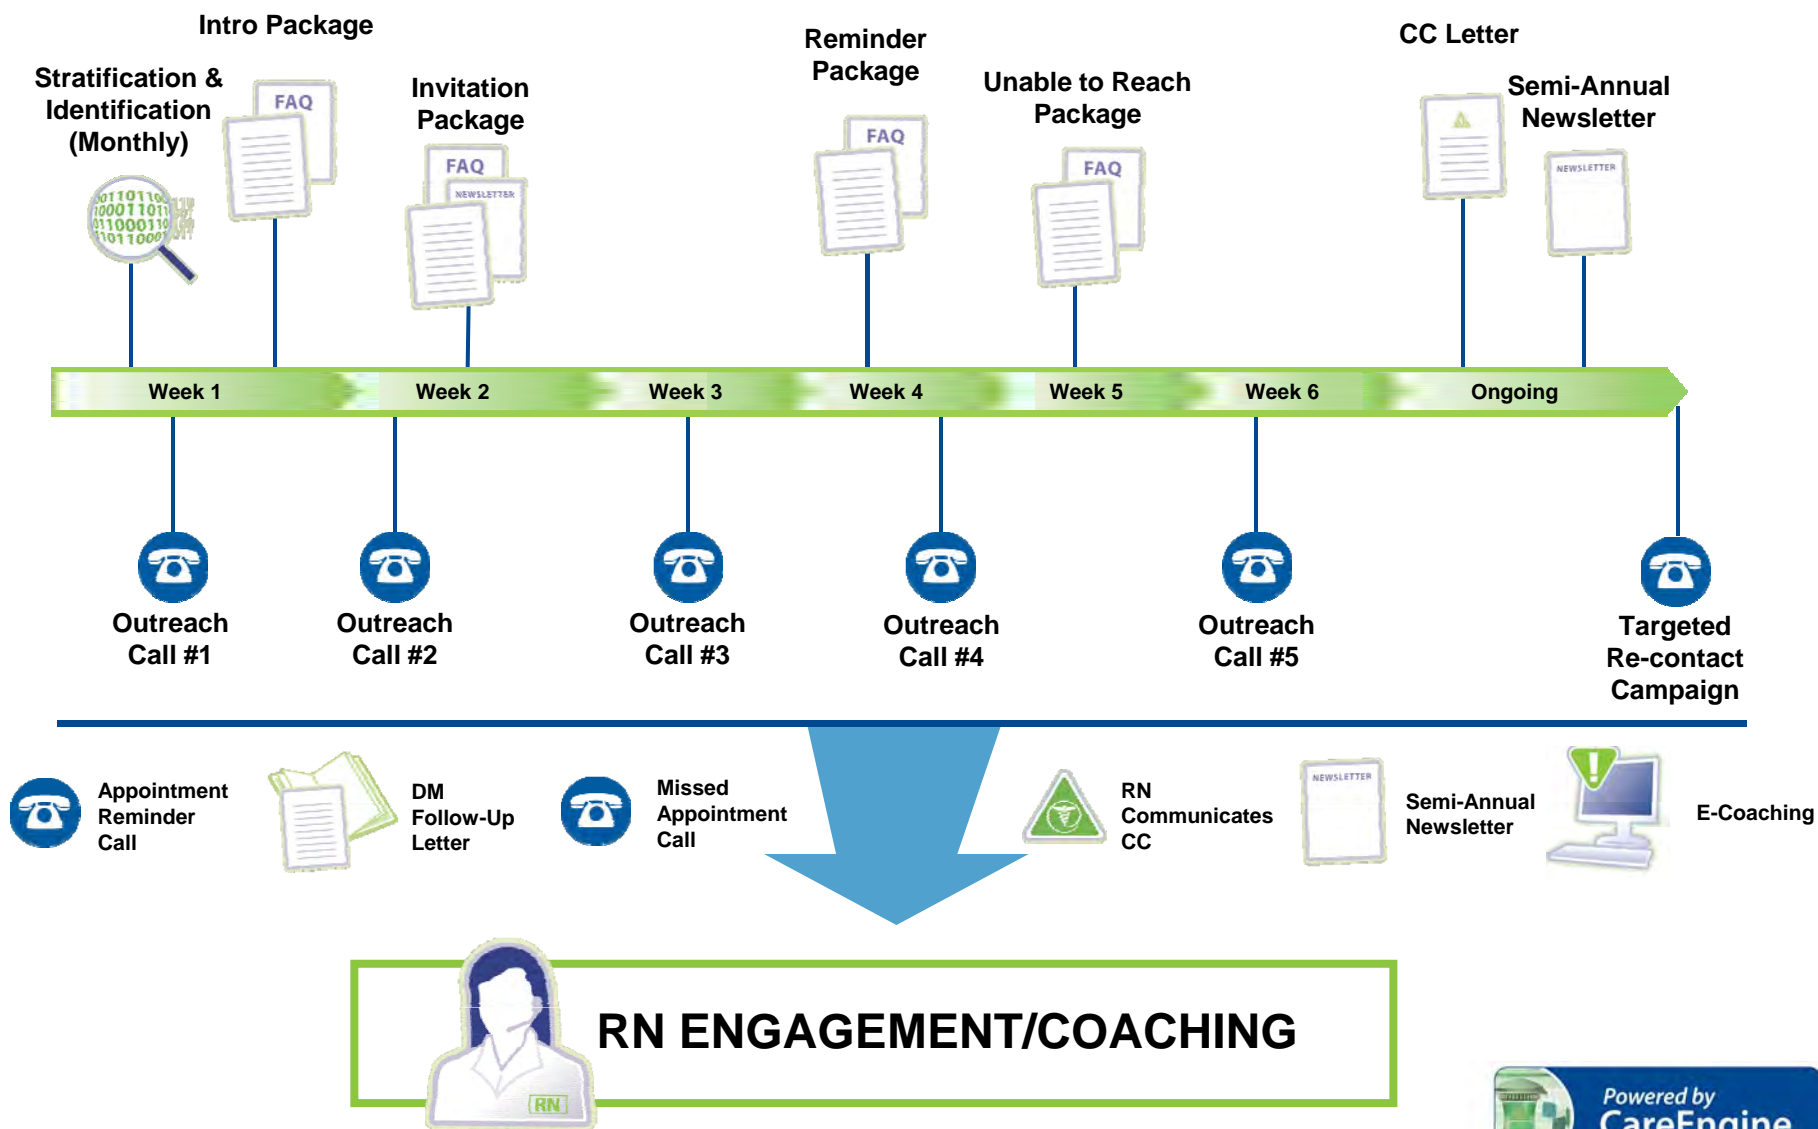 Intro Package
Stratification &
Identification
(Monthly)
FAQ
Invitation
Package
FAQ
NEWSLETTER
Reminder
Package
FAQ
Unable to Reach
Package
FAQ
CC Letter
Semi-Annual
Newsletter
NEWSLETTER
Week 1
Week 2
Week 3
Week 4
Week 5
Week 6
Ongoing
Outreach
Call #1
Outreach
Call #2
Outreach
Call #3
Outreach
Call #4
Outreach
Call #5
Targeted
Re-contact
Campaign
Appointment
Reminder
Call
DM
Follow-Up
Letter
Missed
Appointment
Call
RN
Communicates
CC
NEWSLETTER
Semi-Annual
Newsletter
E-Coaching
RN ENGAGEMENT/COACHING
RN
Powered by
CareEngine